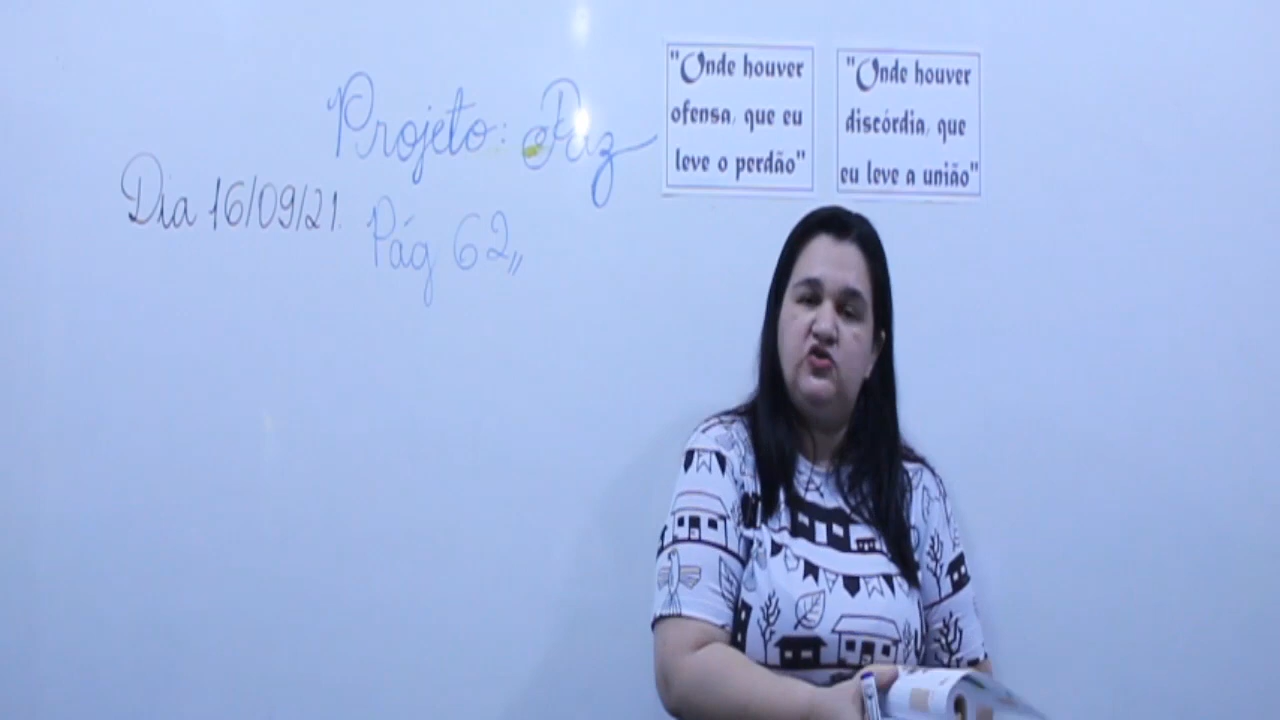 Projeto: Paz
Dia 16/09/21.
Pág 62,,
"Onde houver
ofensa, que eu
leve o perdão"
"Onde houver
discórdia, que
eu leve a união"